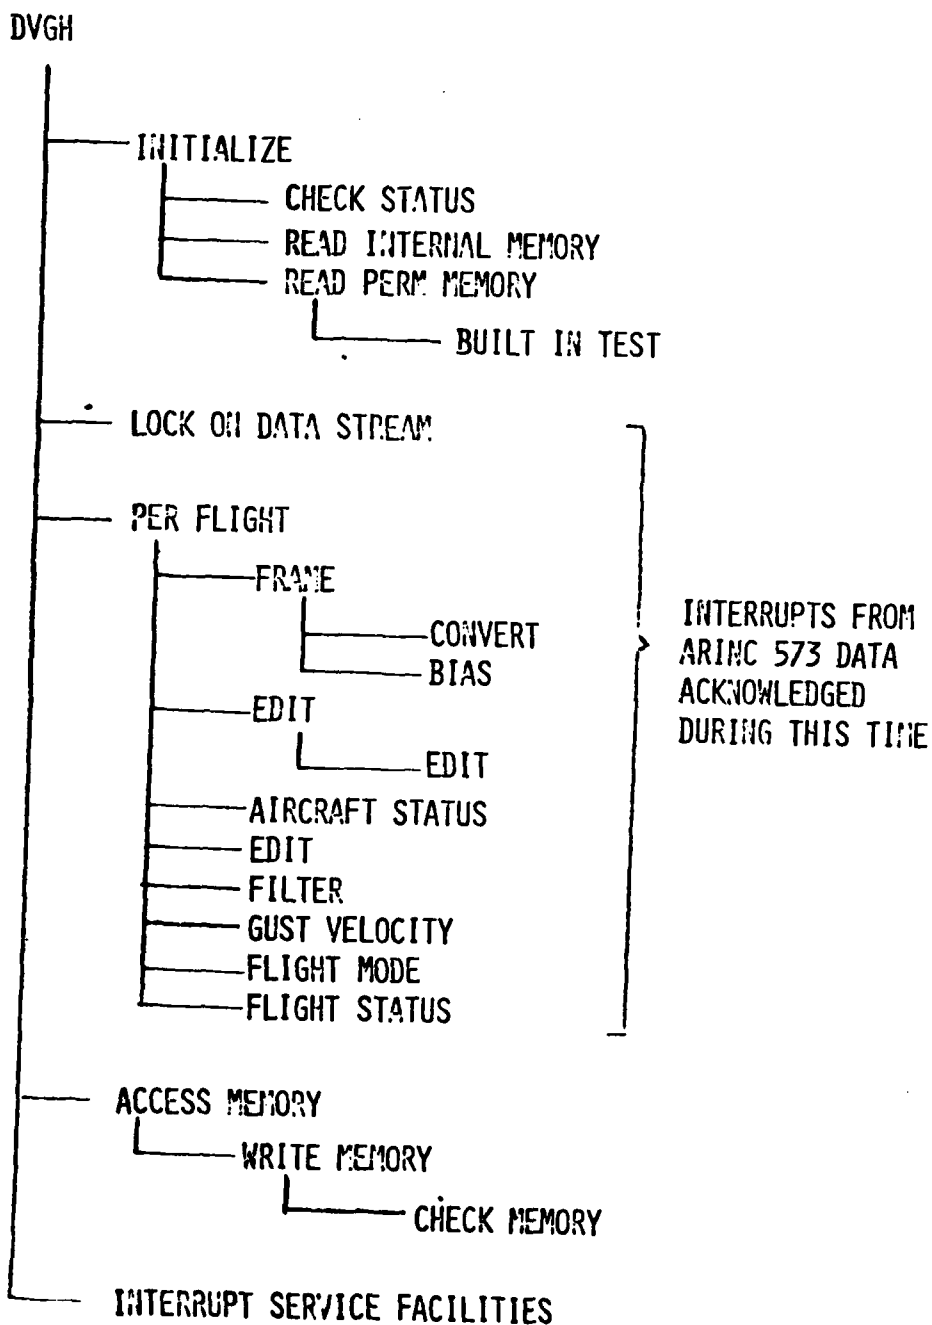 DVGH
INITIALIZE
CHECK STATUS
READ INTERNAL MEMORY
READ PERM MEMORY
BUILT IN TEST
LOCK ON DATA STREAM
PER FLIGHT
FRAME
CONVERT
BIAS
EDIT
EDIT
AIRCRAFT STATUS
EDIT
FILTER
GUST VELOCITY
FLIGHT MODE
FLIGHT STATUS
INTERRUPTS FROM
ARINC 573 DATA
ACKNOWLEDGED
DURING THIS TIME
ACCESS MEMORY
WRITE MEMORY
CHECK MEMORY
INTERRUPT SERVICE FACILITIES